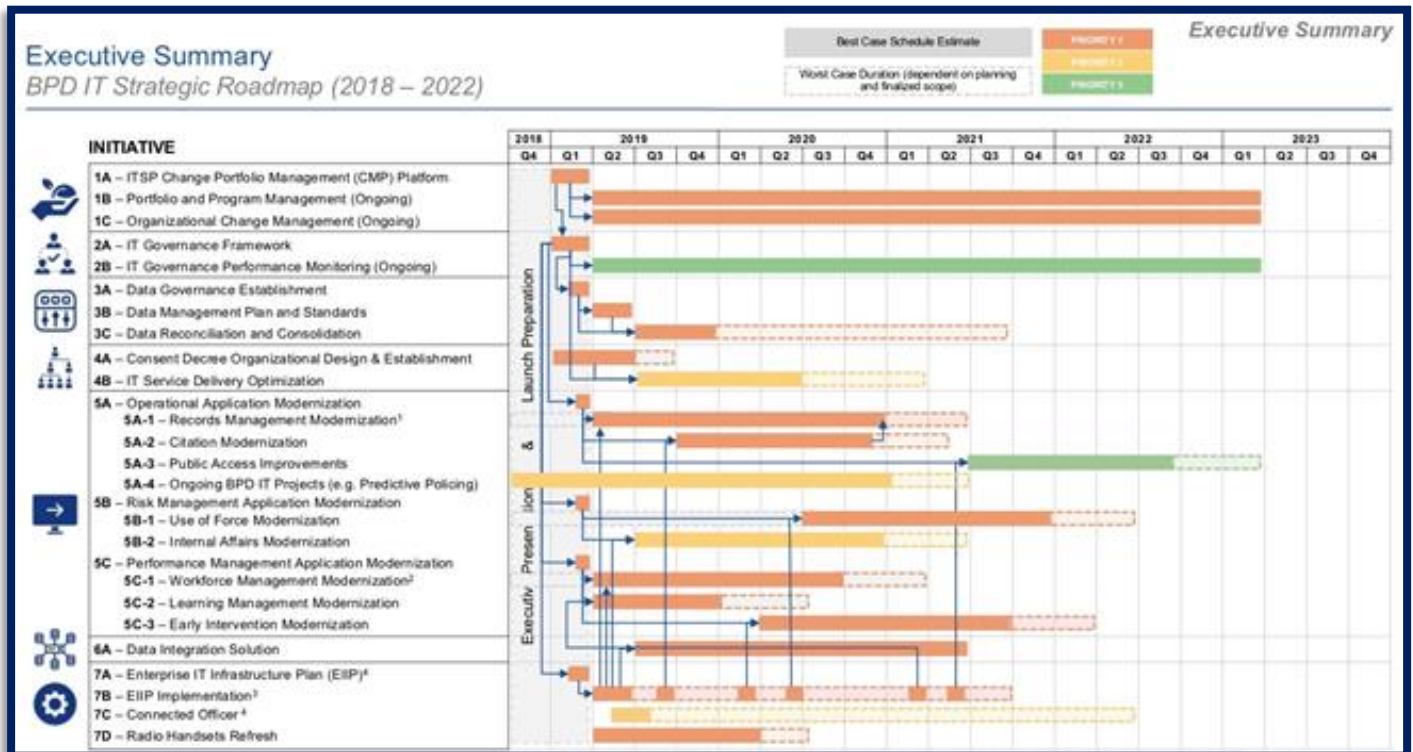 Executive Summary
Executive Summary
BPD IT Strategic Roadmap (2018 – 2022)
Best Case Schedule Estimate
Worst Case Duration (dependent on planning
and finalized scope)
PRIORITY 1
INITIATIVE
2018 2019 2020 2021 2022 2023
Q4 Q1 Q2 Q3 Q4 Q1 Q2 Q3 Q4 Q1 Q2 Q3 Q4 Q1 Q2 Q3 Q4 Q1 Q2 Q3 Q4
1A – ITSP Change Portfolio Management (CMP) Platform
1B – Portfolio and Program Management (Ongoing)
1C – Organizational Change Management (Ongoing)
2A – IT Governance Framework
2B – IT Governance Performance Monitoring (Ongoing)
3A – Data Governance Establishment
3B – Data Management Plan and Standards
3C – Data Reconciliation and Consolidation
4A – Consent Decree Organizational Design & Establishment
4B – IT Service Delivery Optimization
5A – Operational Application Modernization
5A-1 – Records Management Modernization¹
5A-2 – Citation Modernization
5A-3 – Public Access Improvements
5A-4 – Ongoing BPD IT Projects (e.g. Predictive Policing)
5B – Risk Management Application Modernization
5B-1 – Use of Force Modernization
5B-2 – Internal Affairs Modernization
5C – Performance Management Application Modernization
5C-1 – Workforce Management Modernization²
5C-2 – Learning Management Modernization
5C-3 – Early Intervention Modernization
6A – Data Integration Solution
7A – Enterprise IT Infrastructure Plan (EIIP)⁴
7B – EIIP Implementation³
7C – Connected Officer ⁴
7D – Radio Handsets Refresh
Executiv Presen tion & Launch Preparation